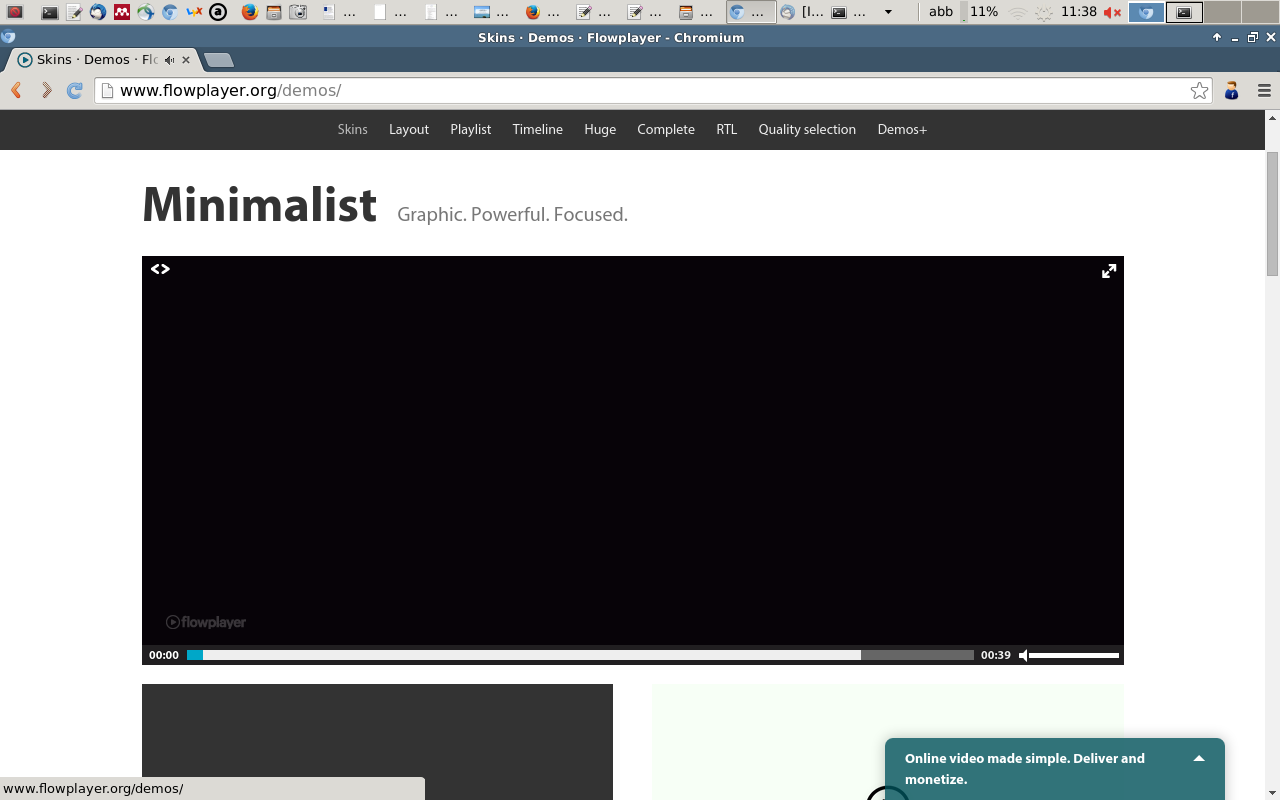 ... ... ... ... ... ... ... ... ... [I... ... abb 11% 11:38
Skins · Demos · Flowplayer - Chromium
Skins · Demos · Flo
www.flowplayer.org/demos/
Skins Layout Playlist Timeline Huge Complete RTL Quality selection Demos+
Minimalist Graphic. Powerful. Focused.
flowplayer
00:00 00:39
Online video made simple. Deliver and
monetize.
www.flowplayer.org/demos/